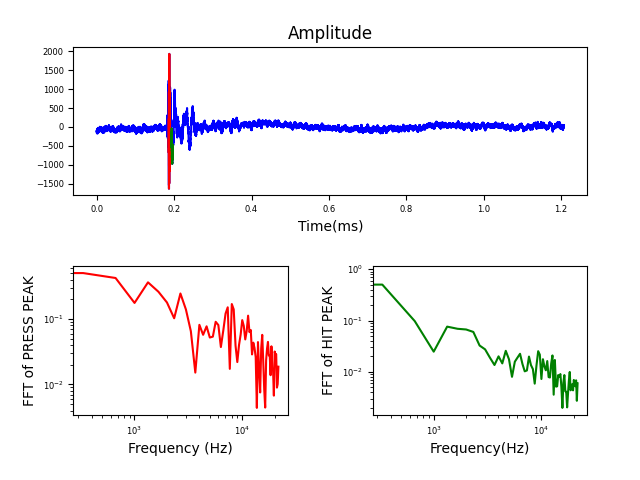 Amplitude
2000
1500
1000
500
0
−500
−1000
−1500
0.0 0.2 0.4 0.6 0.8 1.0 1.2
Time(ms)
FFT of PRESS PEAK
10⁻¹
10⁻²
10³ 10⁴
Frequency (Hz)
FFT of HIT PEAK
10⁰
10⁻¹
10⁻²
10³ 10⁴
Frequency(Hz)